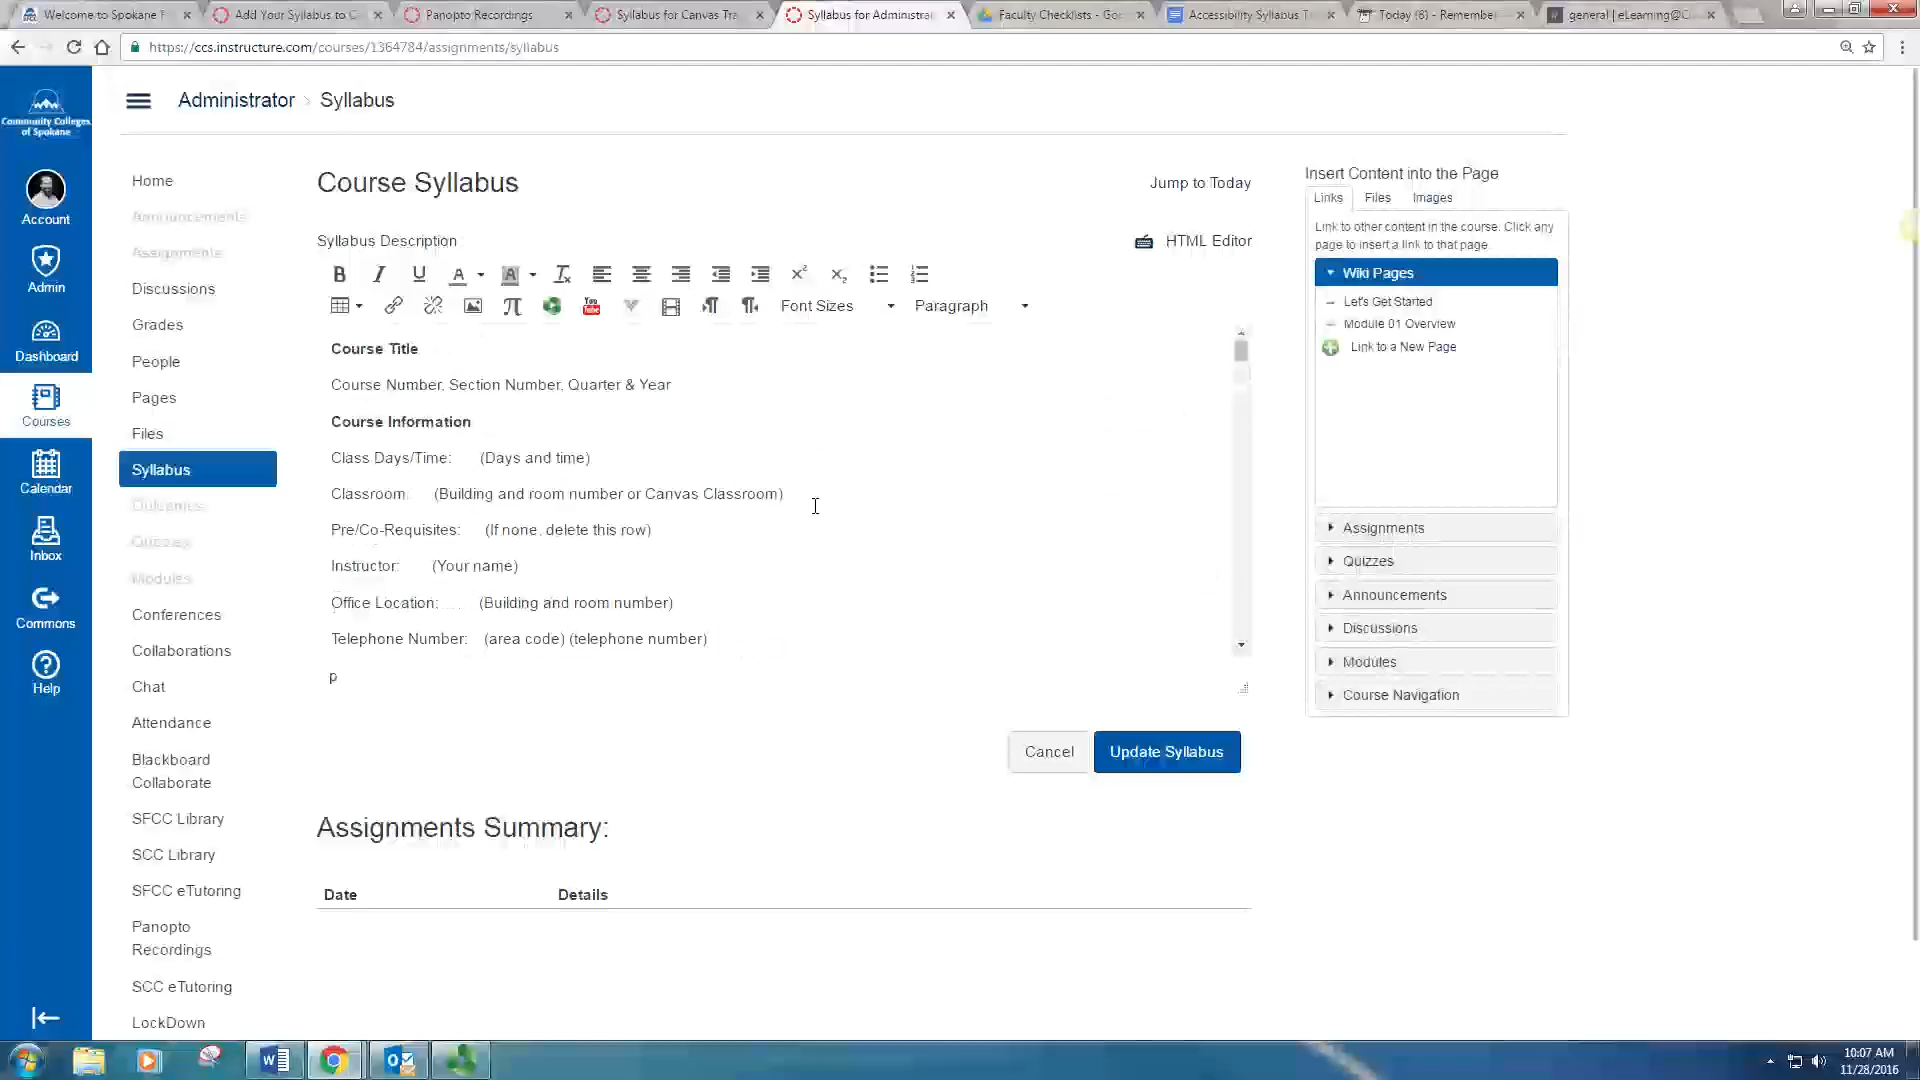 Welcome to Spokane F
Add Your Syllabus to C
Panopto Recordings
Syllabus for Canvas Tra
Syllabus for Administra
Faculty Checklists - Goo
Accessibility Syllabus T
Today (6) - Remember
general | eLearning@C
https://ccs.instructure.com/courses/1364784/assignments/syllabus
Community Colleges
of Spokane
Account
Admin
Dashboard
Courses
Calendar
Inbox
Commons
Help
Administrator > Syllabus
Home
Announcements
Assignments
Discussions
Grades
People
Pages
Files
Syllabus
Outcomes
Quizzes
Modules
Conferences
Collaborations
Chat
Attendance
Blackboard
Collaborate
SFCC Library
SCC Library
SFCC eTutoring
Panopto
Recordings
SCC eTutoring
LockDown
Course Syllabus
Jump to Today
Syllabus Description
HTML Editor
Font Sizes
Paragraph
Course Title
Course Number, Section Number, Quarter & Year
Course Information
Class Days/Time: (Days and time)
Classroom: (Building and room number or Canvas Classroom)
Pre/Co-Requisites: (If none, delete this row)
Instructor: (Your name)
Office Location: (Building and room number)
Telephone Number: (area code) (telephone number)
p
Cancel
Update Syllabus
Assignments Summary:
Date Details
Insert Content into the Page
Links Files Images
Link to other content in the course. Click any
page to insert a link to that page.
Wiki Pages
Let's Get Started
Module 01 Overview
Link to a New Page
Assignments
Quizzes
Announcements
Discussions
Modules
Course Navigation
10:07 AM
11/28/2016